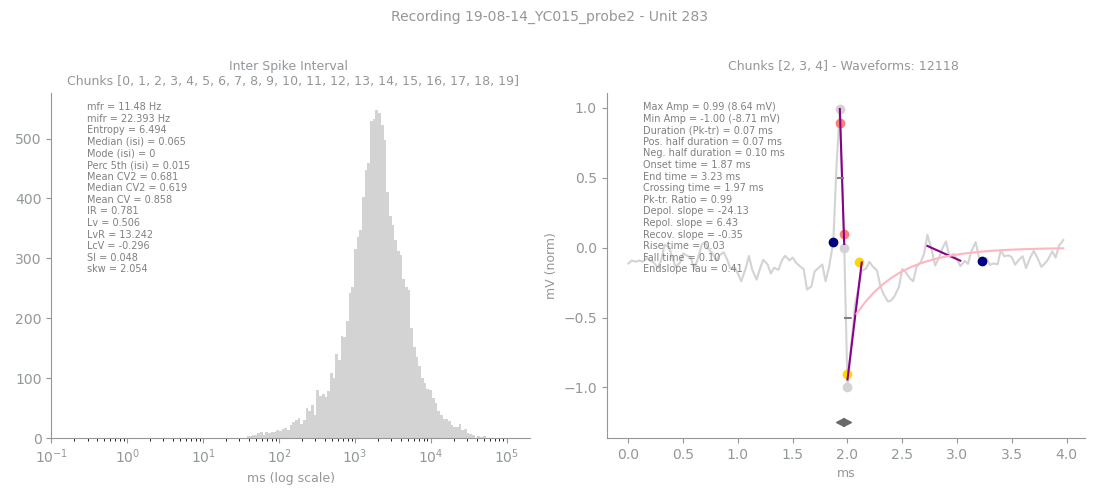 Recording 19-08-14_YC015_probe2 - Unit 283
Inter Spike Interval
Chunks [0, 1, 2, 3, 4, 5, 6, 7, 8, 9, 10, 11, 12, 13, 14, 15, 16, 17, 18, 19]
mfr = 11.48 Hz
mifr = 22.393 Hz
Entropy = 6.494
Median (isi) = 0.065
Mode (isi) = 0
Perc 5th (isi) = 0.015
Mean CV2 = 0.681
Median CV2 = 0.619
Mean CV = 0.858
IR = 0.781
Lv = 0.506
LvR = 13.242
LcV = -0.296
SI = 0.048
skw = 2.054
500
400
300
200
100
0
10^-1 10^0 10^1 10^2 10^3 10^4 10^5
ms (log scale)
Chunks [2, 3, 4] - Waveforms: 12118
Max Amp = 0.99 (8.64 mV)
Min Amp = -1.00 (-8.71 mV)
Duration (Pk-tr) = 0.07 ms
Pos. half duration = 0.07 ms
Neg. half duration = 0.10 ms
Onset time = 1.87 ms
End time = 3.23 ms
Crossing time = 1.97 ms
Pk-tr. Ratio = 0.99
Depol. slope = -24.13
Repol. slope = 6.43
Recov. slope = -0.35
Rise time = 0.03
Fall time = 0.10
Endslope Tau = 0.41
mV (norm)
1.0
0.5
0.0
−0.5
−1.0
0.0 0.5 1.0 1.5 2.0 2.5 3.0 3.5 4.0
ms